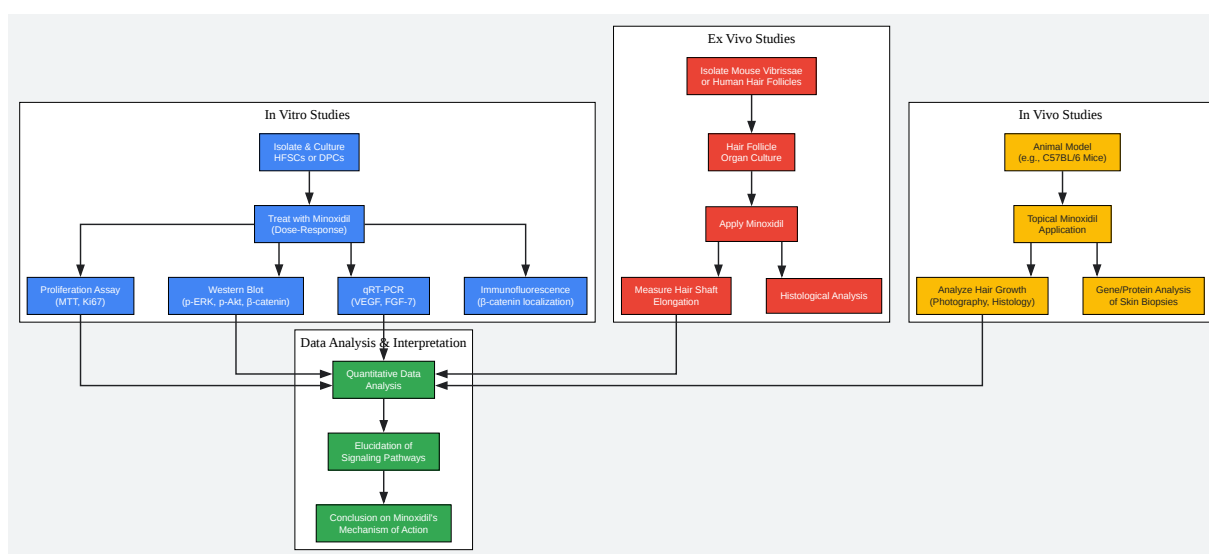 In Vitro Studies
Isolate & Culture
HFSCs or DPCs
Treat with Minoxidil
(Dose-Response)
Proliferation Assay
(MTT, Ki67)
Western Blot
(p-ERK, p-Akt, β-catenin)
qRT-PCR
(VEGF, FGF-7)
Immunofluorescence
(β-catenin localization)
Ex Vivo Studies
Isolate Mouse Vibrissae
or Human Hair Follicles
Hair Follicle
Organ Culture
Apply Minoxidil
Measure Hair Shaft
Elongation
Histological Analysis
In Vivo Studies
Animal Model
(e.g., C57BL/6 Mice)
Topical Minoxidil
Application
Analyze Hair Growth
(Photography, Histology)
Gene/Protein Analysis
of Skin Biopsies
Data Analysis & Interpretation
Quantitative Data
Analysis
Elucidation of
Signaling Pathways
Conclusion on Minoxidil's
Mechanism of Action